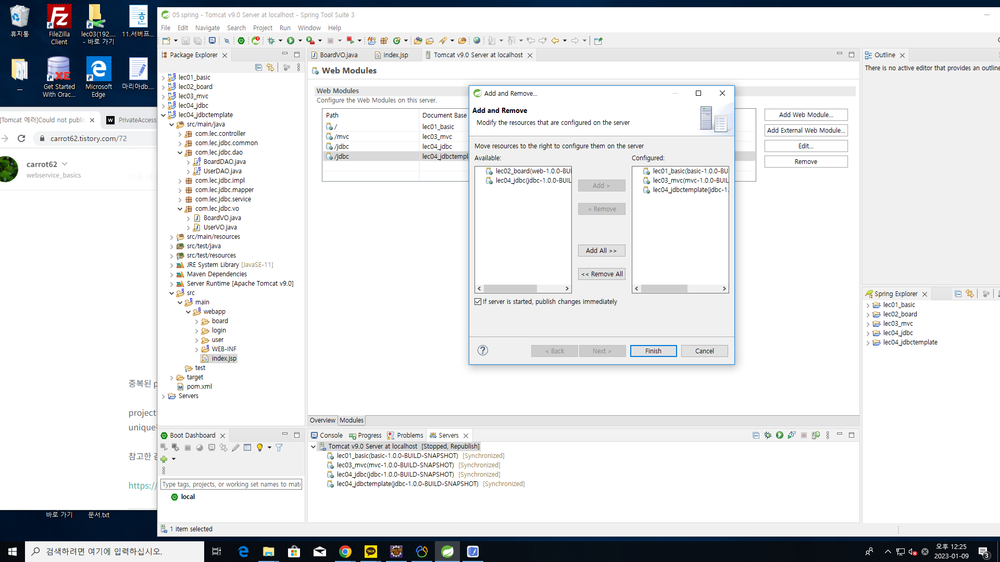 휴지통
FileZilla
Client
lec03(192....
- 바로 가기
11.서버프...
Get Started
With Orac...
Microsoft
Edge
마리아db....
[Tomcat 에러]Could not publis
PrivateAccess
carrot62.tistory.com/72
carrot62
webservice_basics
중복된 p
project
unique
참고한
https://
바로 가기
문서.txt
05.spring - Tomcat v9.0 Server at localhost - Spring Tool Suite 3
File Edit Navigate Search Project Run Window Help
Package Explorer
lec01_basic
lec02_board
lec03_mvc
lec04_jdbc
lec04_jdbctemplate
src/main/java
com.lec.controller
com.lec.jdbc.common
com.lec.jdbc.dao
BoardDAO.java
UserDAO.java
com.lec.jdbc.impl
com.lec.jdbc.mapper
com.lec.jdbc.service
com.lec.jdbc.vo
BoardVO.java
UserVO.java
src/main/resources
src/test/java
src/test/resources
JRE System Library [JavaSE-11]
Maven Dependencies
Server Runtime [Apache Tomcat v9.0]
src
main
webapp
board
login
user
WEB-INF
index.jsp
test
target
pom.xml
Servers
Boot Dashboard
Type tags, projects, or working set names to mat
local
1 item selected
BoardVO.java index.jsp Tomcat v9.0 Server at localhost
Web Modules
Web Modules
Configure the Web Modules on this server.
Path Document Base
/ lec01_basic
/mvc lec03_mvc
/jdbc lec04_jdbc
/jdbc lec04_jdbctempl
Add Web Module...
Add External Web Module...
Edit...
Remove
Overview Modules
Add and Remove...
Add and Remove
Modify the resources that are configured on the server
Move resources to the right to configure them on the server
Available:
lec02_board(web-1.0.0-BUI
lec04_jdbc(jdbc-1.0.0-BUIL
Add >
< Remove
Add All >>
<< Remove All
Configured:
lec01_basic(basic-1.0.0-BU
lec03_mvc(mvc-1.0.0-BUIL
lec04_jdbctemplate(jdbc-1.
If server is started, publish changes immediately
< Back Next > Finish Cancel
Console Progress Problems Servers
Tomcat v9.0 Server at localhost [Stopped, Republish]
lec01_basic(basic-1.0.0-BUILD-SNAPSHOT) [Synchronized]
lec03_mvc(mvc-1.0.0-BUILD-SNAPSHOT) [Synchronized]
lec04_jdbc(jdbc-1.0.0-BUILD-SNAPSHOT) [Synchronized]
lec04_jdbctemplate(jdbc-1.0.0-BUILD-SNAPSHOT) [Synchronized]
Outline
There is no active editor that provides an outline
Spring Explorer
lec01_basic
lec02_board
lec03_mvc
lec04_jdbc
lec04_jdbctemplate
검색하려면 여기에 입력하십시오.
TALK
오후 12:25
2023-01-09
3